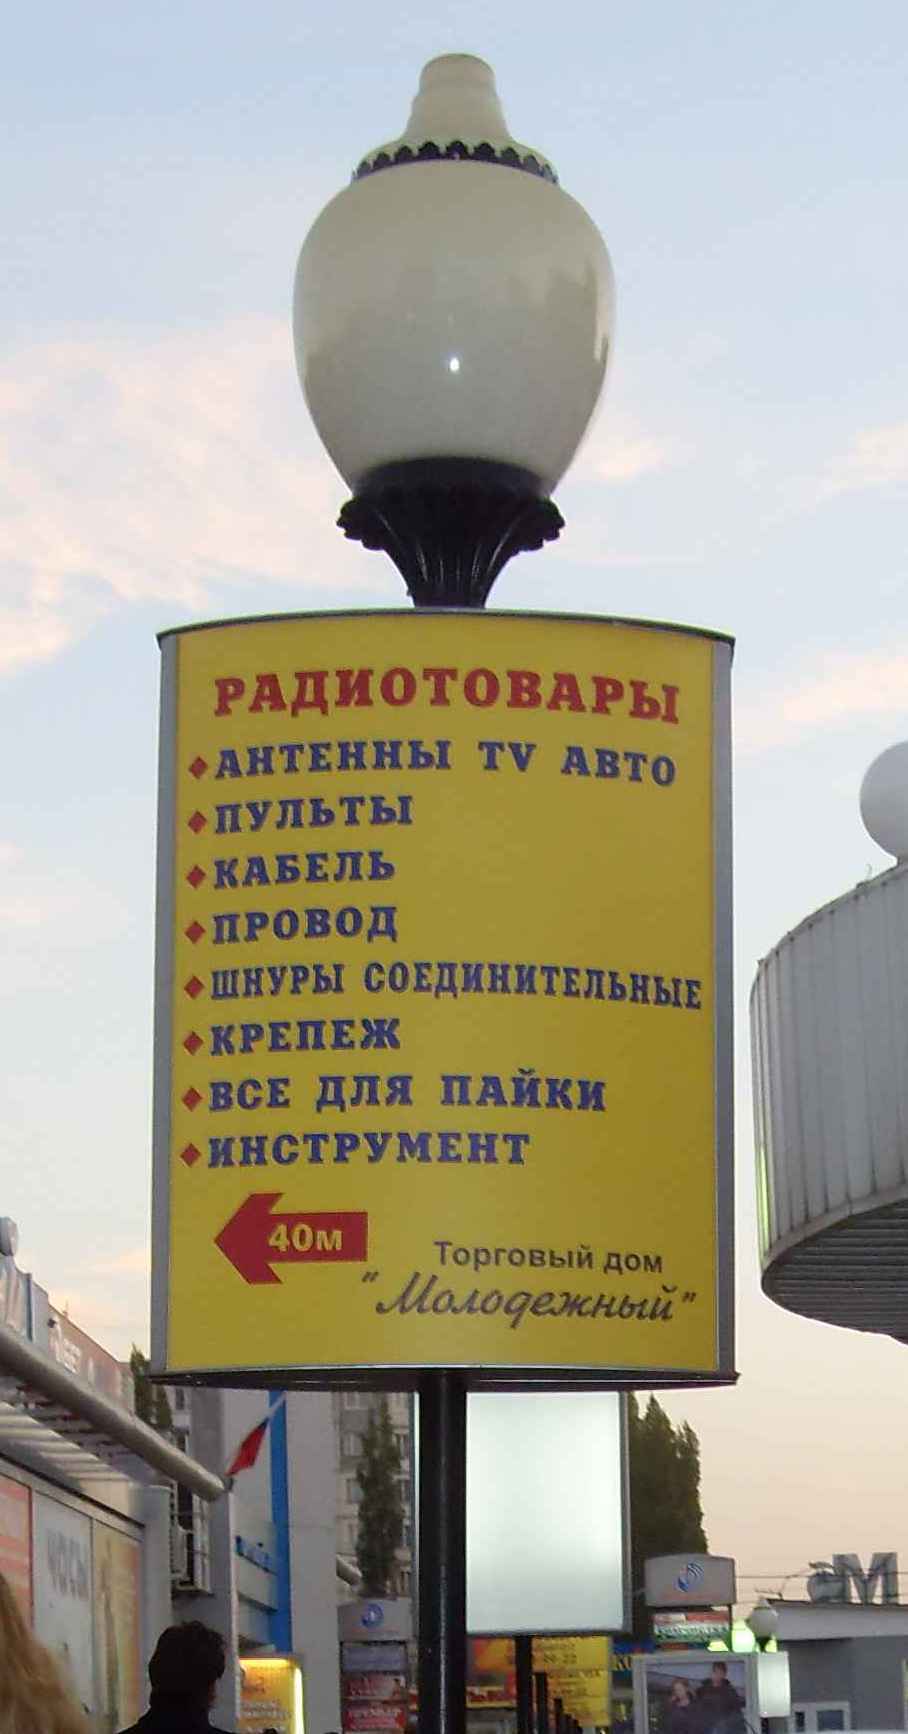 РАДИОТОВАРЫ
АНТЕННЫ TV АВТО
ПУЛЬТЫ
КАБЕЛЬ
ПРОВОД
ШНУРЫ СОЕДИНИТЕЛЬНЫЕ
КРЕПЕЖ
ВСЕ ДЛЯ ПАЙКИ
ИНСТРУМЕНТ
40м
Торговый дом
"Молодежный"